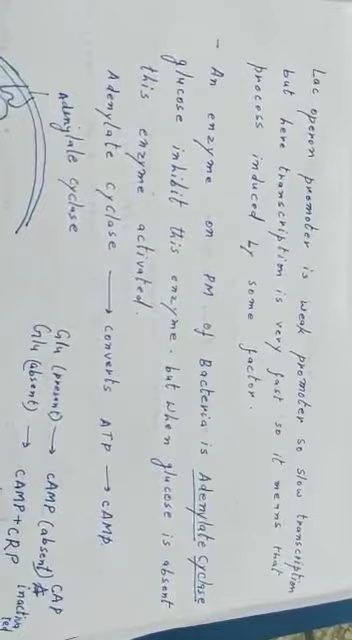 Lac operon promoter is weak promoter so slow transcription
but here transcription is very fast so it means that
process induced by some factor.
- An enzyme on PM of Bacteria is Adenylate Cyclase
glucose inhibit this enzyme. but when glucose is absent
this enzyme activated.
Adenylate cyclase → converts ATP → cAMP
Adenylate cyclase
Glu (present) → cAMP (absent) CAP
inactiva
ted
Glu (absent) → cAMP + CRP